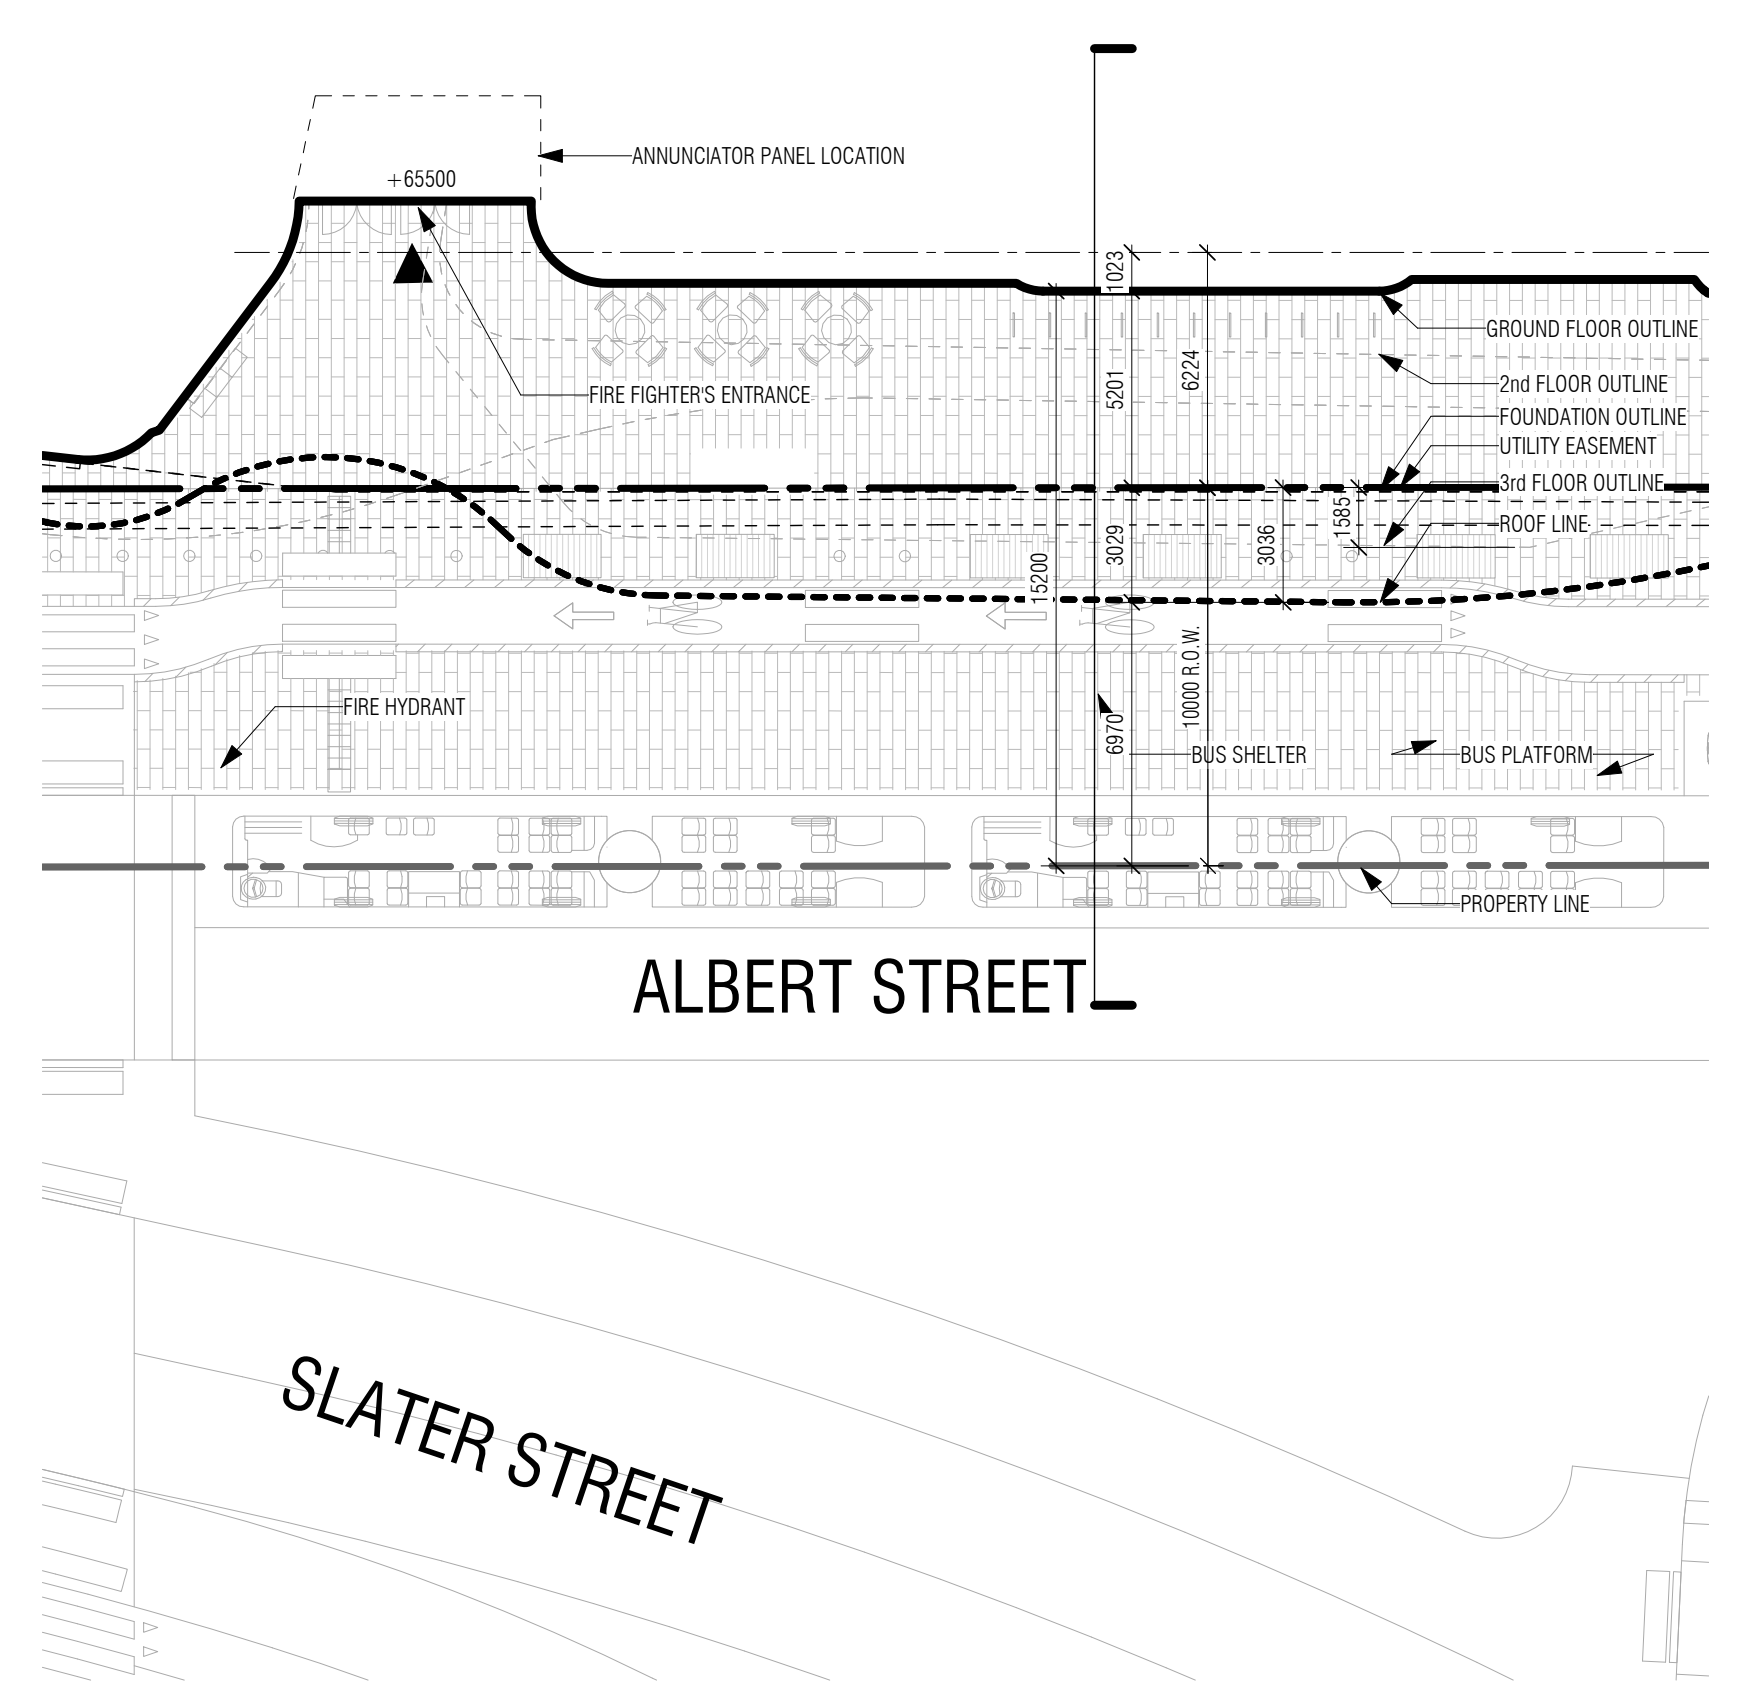 ANNUNCIATOR PANEL LOCATION
+65500
1023
GROUND FLOOR OUTLINE
5201
6224
2nd FLOOR OUTLINE
FIRE FIGHTER'S ENTRANCE
FOUNDATION OUTLINE
UTILITY EASEMENT
3rd FLOOR OUTLINE
1585
ROOF LINE
3029
3036
15200
10000 R.O.W.
FIRE HYDRANT
6970
BUS SHELTER
BUS PLATFORM
PROPERTY LINE
ALBERT STREET
SLATER STREET